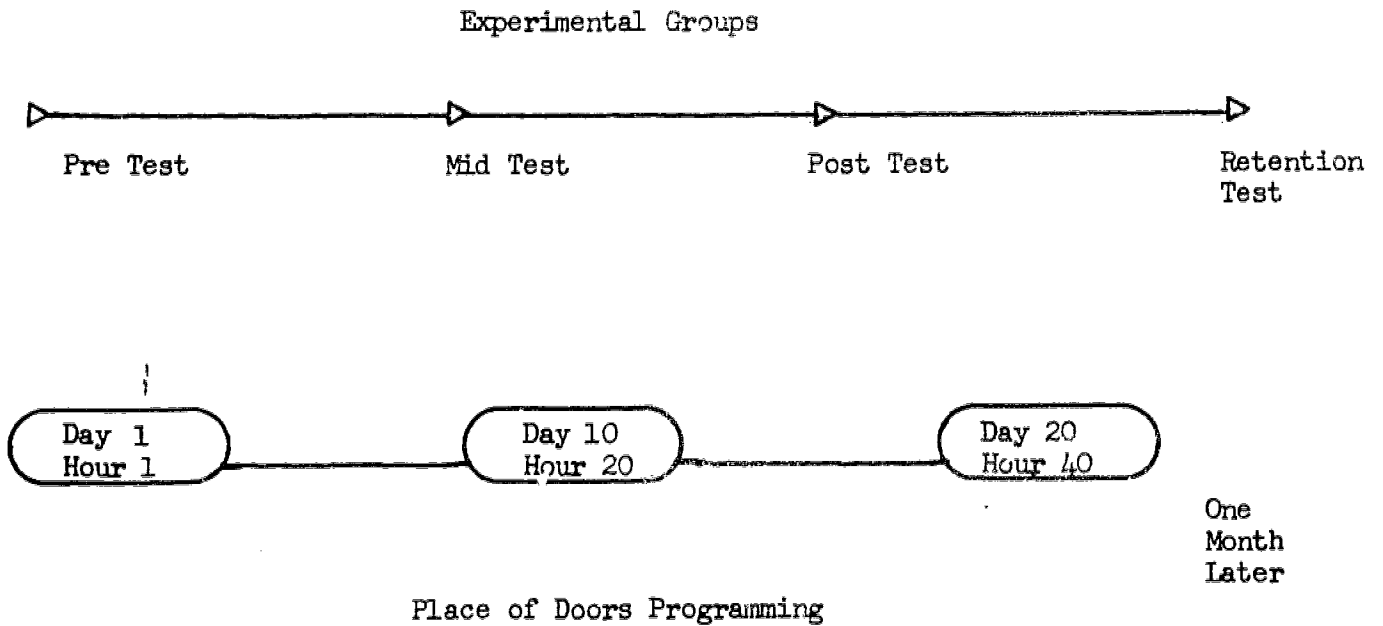 Experimental Groups
Pre Test
Mid Test
Post Test
Retention
Test
Day 1
Hour 1
Day 10
Hour 20
Day 20
Hour 40
One
Month
Later
Place of Doors Programming